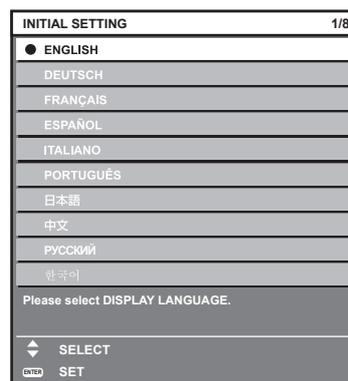 INITIAL SETTING 1/8
ENGLISH
DEUTSCH
FRANÇAIS
ESPAÑOL
ITALIANO
PORTUGUÊS
日本語
中文
РУССКИЙ
한국어
Please select DISPLAY LANGUAGE.
SELECT
ENTER SET